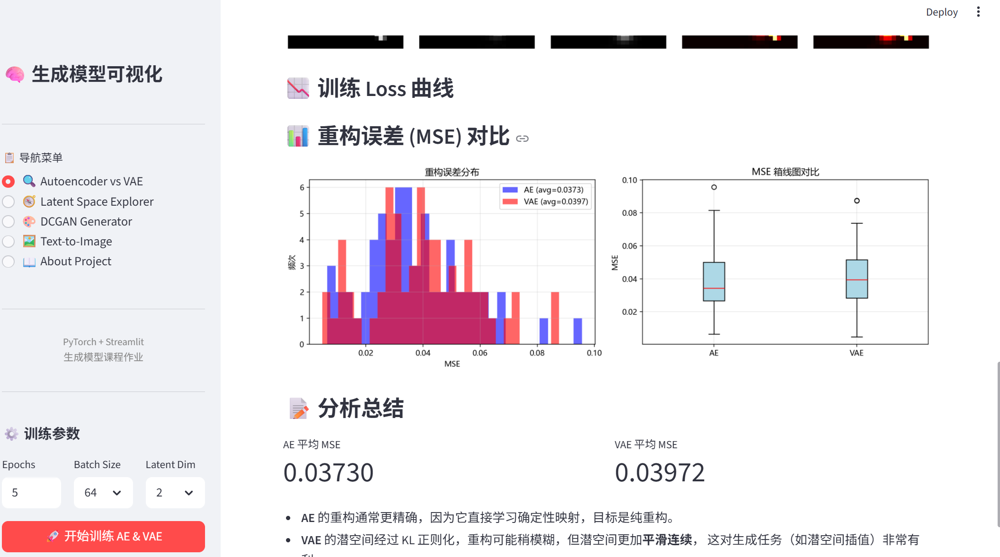 Deploy
生成模型可视化
导航菜单
Autoencoder vs VAE
Latent Space Explorer
DCGAN Generator
Text-to-Image
About Project
PyTorch + Streamlit
生成模型课程作业
训练参数
Epochs Batch Size Latent Dim
5 64 2
开始训练 AE & VAE
训练 Loss 曲线
重构误差 (MSE) 对比
重构误差分布
AE (avg=0.0373)
VAE (avg=0.0397)
频次
6
5
4
3
2
1
0
0.02 0.04 0.06 0.08 0.10
MSE
MSE 箱线图对比
MSE
0.10
0.08
0.06
0.04
0.02
AE VAE
分析总结
AE 平均 MSE
0.03730
VAE 平均 MSE
0.03972
AE 的重构通常更精确，因为它直接学习确定性映射，目标是纯重构。
VAE 的潜空间经过 KL 正则化，重构可能稍模糊，但潜空间更加平滑连续， 这对生成任务（如潜空间插值）非常有